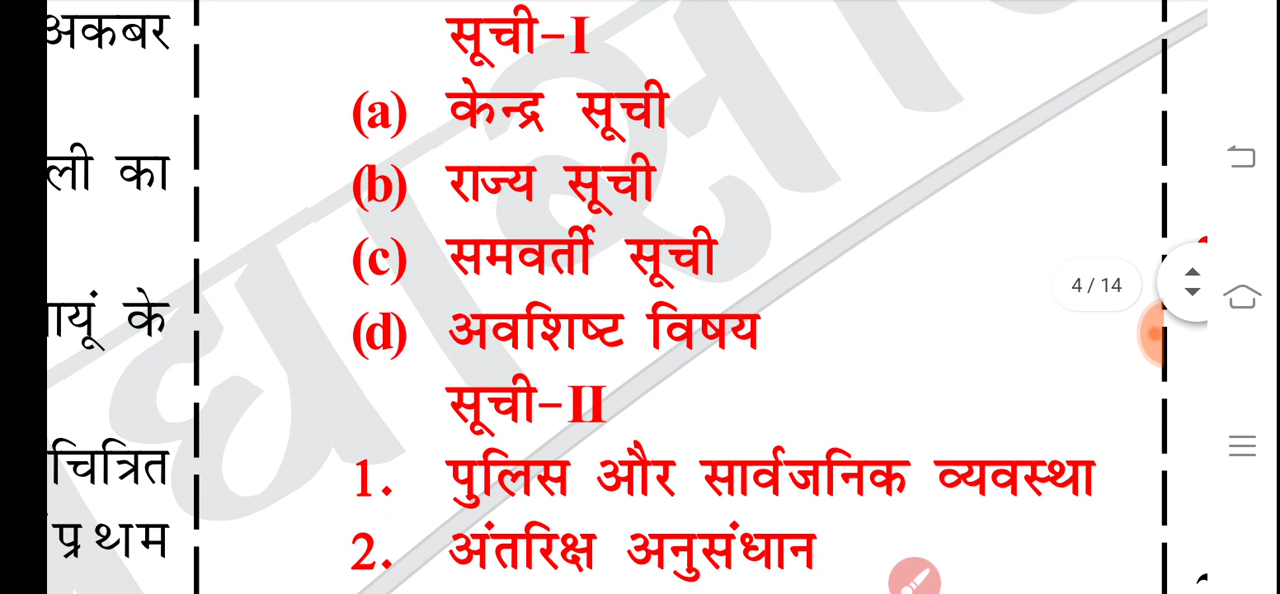 अकबर
ली का
चित्रित
प्रथम
सूची-I
(a) केन्द्र सूची
(b) राज्य सूची
(c) समवर्ती सूची
(d) अवशिष्ट विषय
सूची-II
1. पुलिस और सार्वजनिक व्यवस्था
2. अंतरिक्ष अनुसंधान
4 / 14